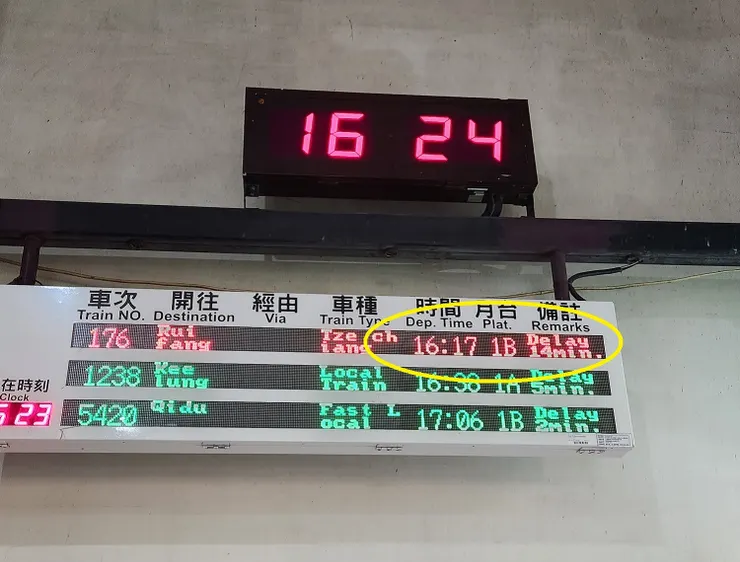 16 24
車次 開往 經由 車種 時間 月台 備註
Train NO. Destination Via Train Type Dep. Time Plat. Remarks
176 Rui fang Tze ch iang 16:17 1B Delay 14min.
1238 Kee lung Local Train 16:38 1A Delay 5min.
在時刻
Clock
23
5420 Qidu Fast L ocal 17:06 1B Delay 2min.